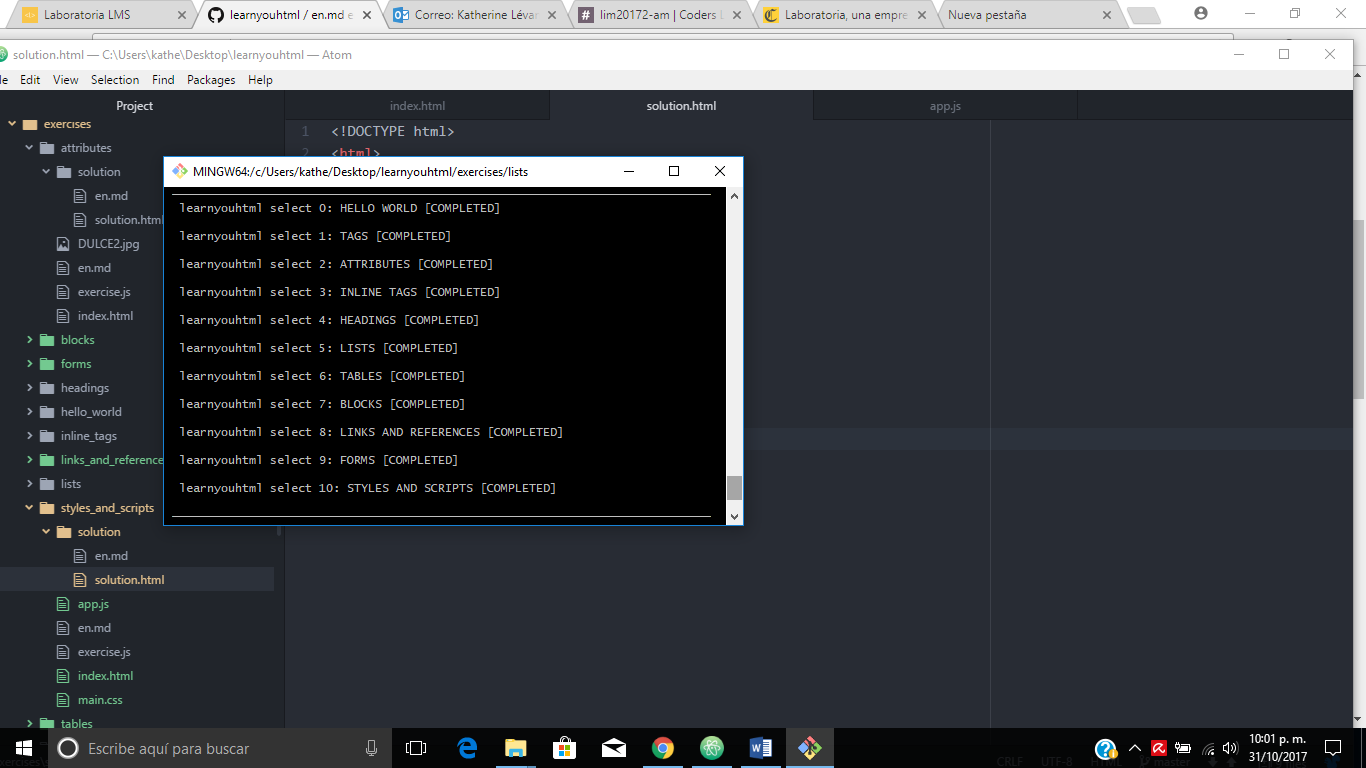 Laboratoria LMS
learnyouhtml / en.md e
Correo: Katherine Lévar
lim20172-am | Coders L
Laboratoria, una empre
Nueva pestaña
solution.html — C:\Users\kathe\Desktop\learnyouhtml — Atom
le Edit View Selection Find Packages Help
Project
index.html
solution.html
app.js
exercises
attributes
solution
en.md
solution.html
DULCE2.jpg
en.md
exercise.js
index.html
blocks
forms
headings
hello_world
inline_tags
links_and_reference
lists
styles_and_scripts
solution
en.md
solution.html
app.js
en.md
exercise.js
index.html
main.css
tables
1 <!DOCTYPE html>
2 <html>
MINGW64:/c/Users/kathe/Desktop/learnyouhtml/exercises/lists
learnyouhtml select 0: HELLO WORLD [COMPLETED]
learnyouhtml select 1: TAGS [COMPLETED]
learnyouhtml select 2: ATTRIBUTES [COMPLETED]
learnyouhtml select 3: INLINE TAGS [COMPLETED]
learnyouhtml select 4: HEADINGS [COMPLETED]
learnyouhtml select 5: LISTS [COMPLETED]
learnyouhtml select 6: TABLES [COMPLETED]
learnyouhtml select 7: BLOCKS [COMPLETED]
learnyouhtml select 8: LINKS AND REFERENCES [COMPLETED]
learnyouhtml select 9: FORMS [COMPLETED]
learnyouhtml select 10: STYLES AND SCRIPTS [COMPLETED]
Escribe aquí para buscar
10:01 p. m.
31/10/2017
CRLF UTF-8 HTML master